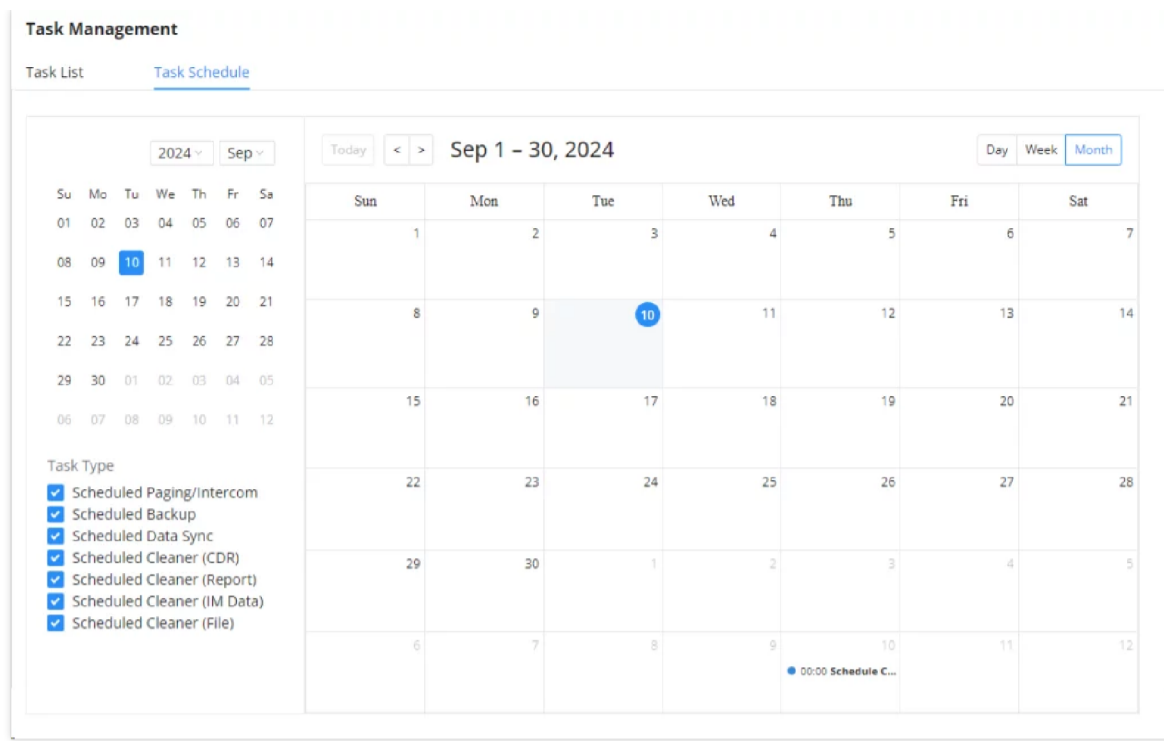 Task Management
Task List Task Schedule
2024 Sep
Su Mo Tu We Th Fr Sa
01 02 03 04 05 06 07
08 09 10 11 12 13 14
15 16 17 18 19 20 21
22 23 24 25 26 27 28
29 30 01 02 03 04 05
06 07 08 09 10 11 12
Task Type
Scheduled Paging/Intercom
Scheduled Backup
Scheduled Data Sync
Scheduled Cleaner (CDR)
Scheduled Cleaner (Report)
Scheduled Cleaner (IM Data)
Scheduled Cleaner (File)
Today < > Sep 1 – 30, 2024 Day Week Month
Sun Mon Tue Wed Thu Fri Sat
1 2 3 4 5 6 7
8 9 10 11 12 13 14
15 16 17 18 19 20 21
22 23 24 25 26 27 28
29 30 1 2 3 4 5
6 7 8 9 10 11 12
00:00 Schedule C...